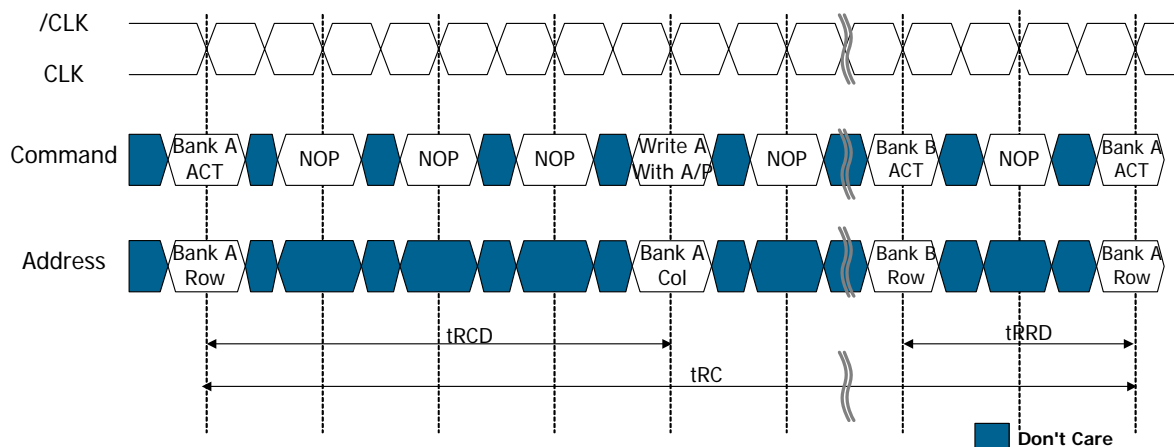 /CLK
CLK
Command
Bank A
ACT
NOP
NOP
NOP
Write A
With A/P
NOP
Bank B
ACT
NOP
Bank A
ACT
Address
Bank A
Row
Bank A
Col
Bank B
Row
Bank A
Row
tRCD
tRRD
tRC
Don't Care